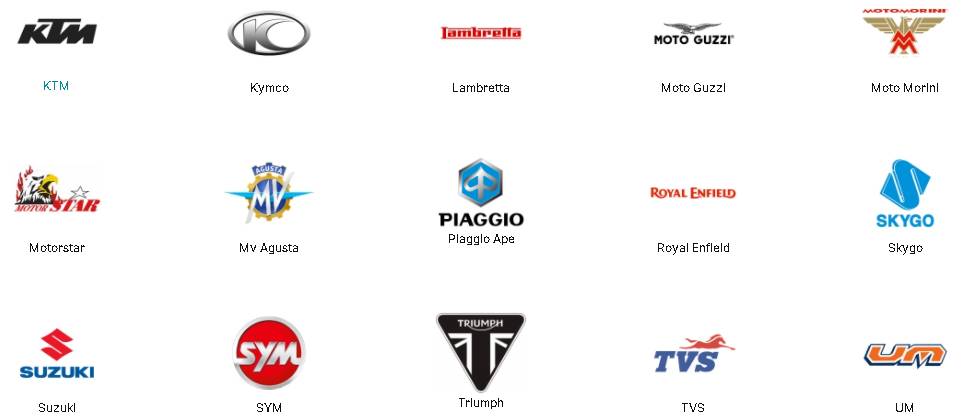 KTM
KC
Lambretta
MOTO GUZZI
MOTOMORINI
M
KTM
Kymco
Lambretta
Moto Guzzi
Moto Morini
MOTOR STAR
AGUSTA
MV
PIAGGIO
ROYAL ENFIELD
SKYGO
Motorstar
Mv Agusta
Piaggio Ape
Royal Enfield
Skygo
SUZUKI
SYM
TRIUMPH
TVS
UM
Suzuki
SYM
Triumph
TVS
UM